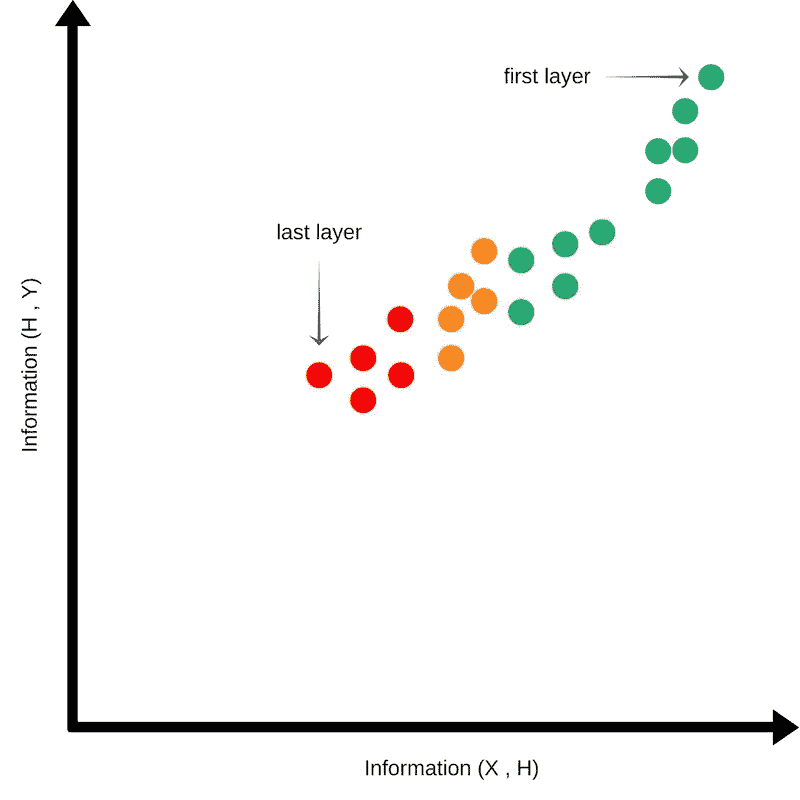 first layer
last layer
Information (H , Y)
Information (X , H)